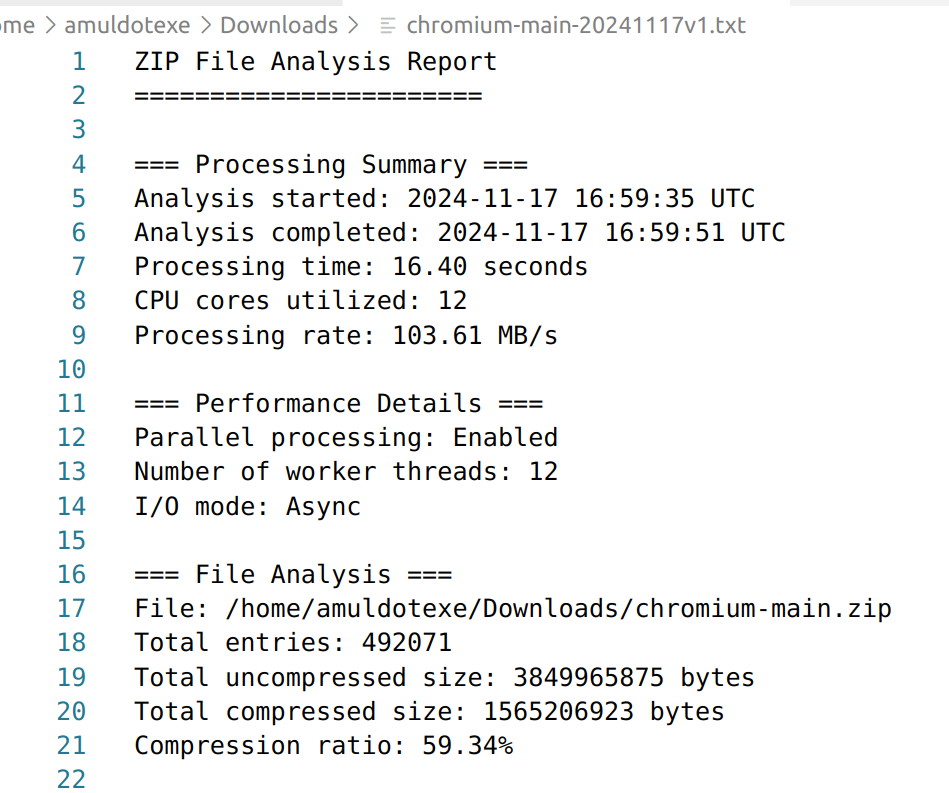 ome > amuldotexe > Downloads > chromium-main-20241117v1.txt
1 ZIP File Analysis Report
2 =======================
3
4 === Processing Summary ===
5 Analysis started: 2024-11-17 16:59:35 UTC
6 Analysis completed: 2024-11-17 16:59:51 UTC
7 Processing time: 16.40 seconds
8 CPU cores utilized: 12
9 Processing rate: 103.61 MB/s
10
11 === Performance Details ===
12 Parallel processing: Enabled
13 Number of worker threads: 12
14 I/O mode: Async
15
16 === File Analysis ===
17 File: /home/amuldotexe/Downloads/chromium-main.zip
18 Total entries: 492071
19 Total uncompressed size: 3849965875 bytes
20 Total compressed size: 1565206923 bytes
21 Compression ratio: 59.34%
22